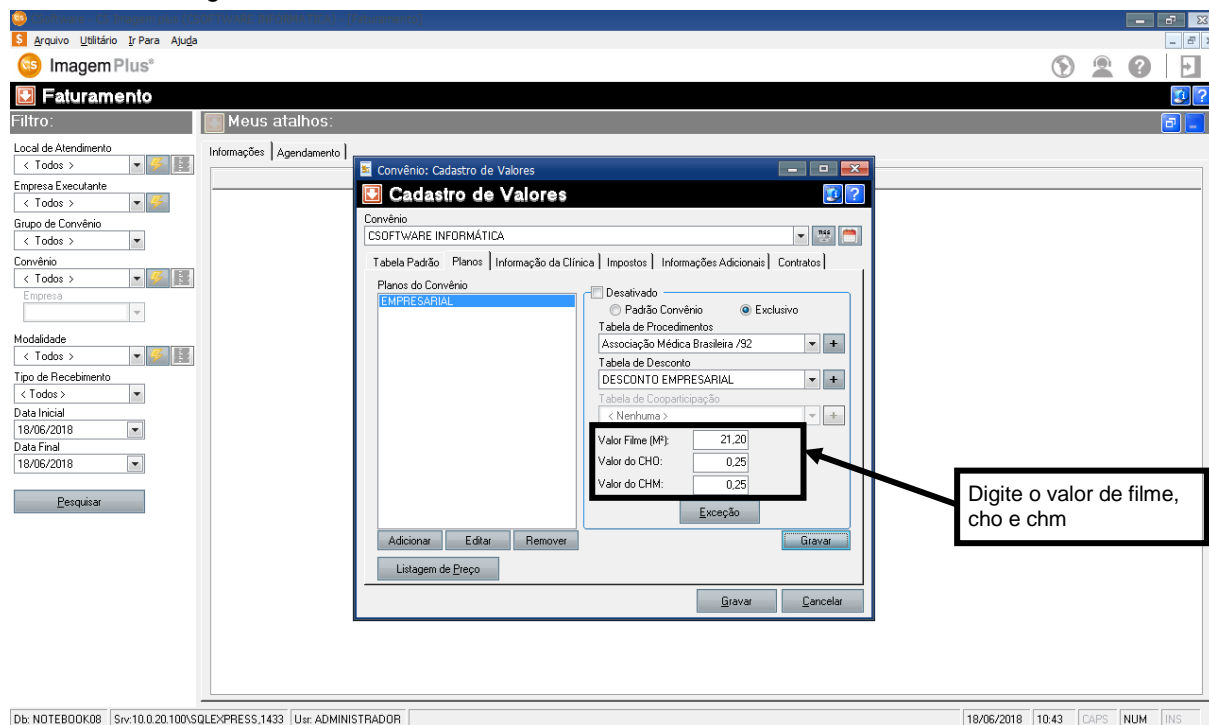 Arquivo Utilitário Ir Para Ajuda
ImagemPlus®
Faturamento
Filtro:
Meus atalhos:
Local de Atendimento
< Todos >
Empresa Executante
< Todos >
Grupo de Convênio
< Todos >
Convênio
< Todos >
Empresa
Modalidade
< Todos >
Tipo de Recebimento
< Todos >
Data Inicial
18/06/2018
Data Final
18/06/2018
Pesquisar
Informações Agendamento
Convênio: Cadastro de Valores
Cadastro de Valores
Convênio
CSOFTWARE INFORMÁTICA
Tabela Padrão Planos Informação da Clínica Impostos Informações Adicionais Contratos
Planos do Convênio
EMPRESARIAL
Desativado
Padrão Convênio Exclusivo
Tabela de Procedimentos
Associação Médica Brasileira /92
Tabela de Desconto
DESCONTO EMPRESARIAL
Tabela de Cooparticipação
< Nenhuma >
Valor Filme (M²): 21,20
Valor do CHO: 0,25
Valor do CHM: 0,25
Exceção
Adicionar Editar Remover Gravar
Listagem de Preço
Gravar Cancelar
Digite o valor de filme,
cho e chm
Db: NOTEBOOK08 Srv:10.0.20.100\SQLEXPRESS,1433 Usr: ADMINISTRADOR 18/06/2018 10:43 CAPS NUM INS